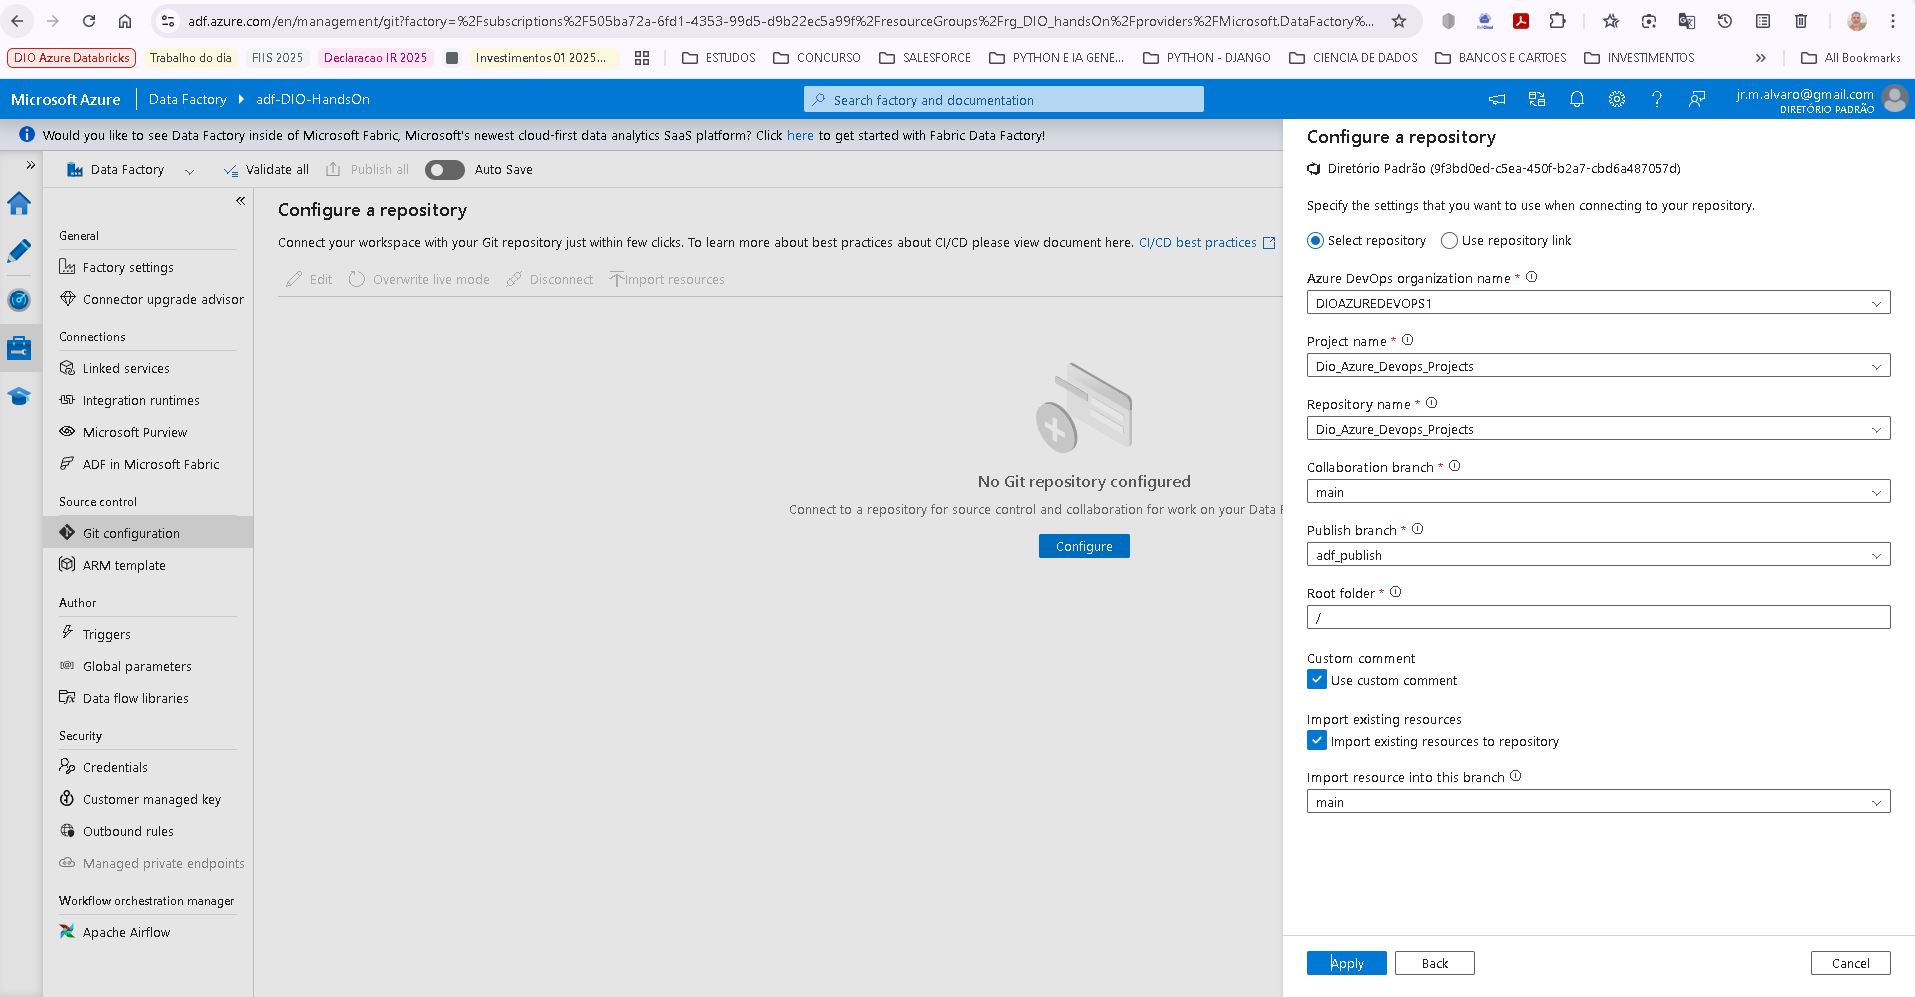 adf.azure.com/en/management/git?factory=%2Fsubscriptions%2F505ba72a-6fd1-4353-99d5-d9b22ec5a99f%2FresourceGroups%2Frg_DIO_handsOn%2Fproviders%2FMicrosoft.DataFactory%...
DIO Azure Databricks
Trabalho do dia
FIIS 2025
Declaracao IR 2025
Investimentos 01 2025...
ESTUDOS
CONCURSO
SALESFORCE
PYTHON E IA GENE...
PYTHON - DJANGO
CIENCIA DE DADOS
BANCOS E CARTOES
INVESTIMENTOS
All Bookmarks
Microsoft Azure
Data Factory
adf-DIO-HandsOn
Search factory and documentation
jr.m.alvaro@gmail.com
DIRETÓRIO PADRÃO
Would you like to see Data Factory inside of Microsoft Fabric, Microsoft's newest cloud-first data analytics SaaS platform? Click here to get started with Fabric Data Factory!
Data Factory
Validate all
Publish all
Auto Save
General
Factory settings
Connector upgrade advisor
Connections
Linked services
Integration runtimes
Microsoft Purview
ADF in Microsoft Fabric
Source control
Git configuration
ARM template
Author
Triggers
Global parameters
Data flow libraries
Security
Credentials
Customer managed key
Outbound rules
Managed private endpoints
Workflow orchestration manager
Apache Airflow
Configure a repository
Connect your workspace with your Git repository just within few clicks. To learn more about best practices about CI/CD please view document here. CI/CD best practices
Edit
Overwrite live mode
Disconnect
Import resources
No Git repository configured
Connect to a repository for source control and collaboration for work on your Data F
Configure
Configure a repository
Diretório Padrão (9f3bd0ed-c5ea-450f-b2a7-cbd6a487057d)
Specify the settings that you want to use when connecting to your repository.
Select repository
Use repository link
Azure DevOps organization name *
DIOAZUREDEVOPS1
Project name *
Dio_Azure_Devops_Projects
Repository name *
Dio_Azure_Devops_Projects
Collaboration branch *
main
Publish branch *
adf_publish
Root folder *
/
Custom comment
Use custom comment
Import existing resources
Import existing resources to repository
Import resource into this branch
main
Apply
Back
Cancel